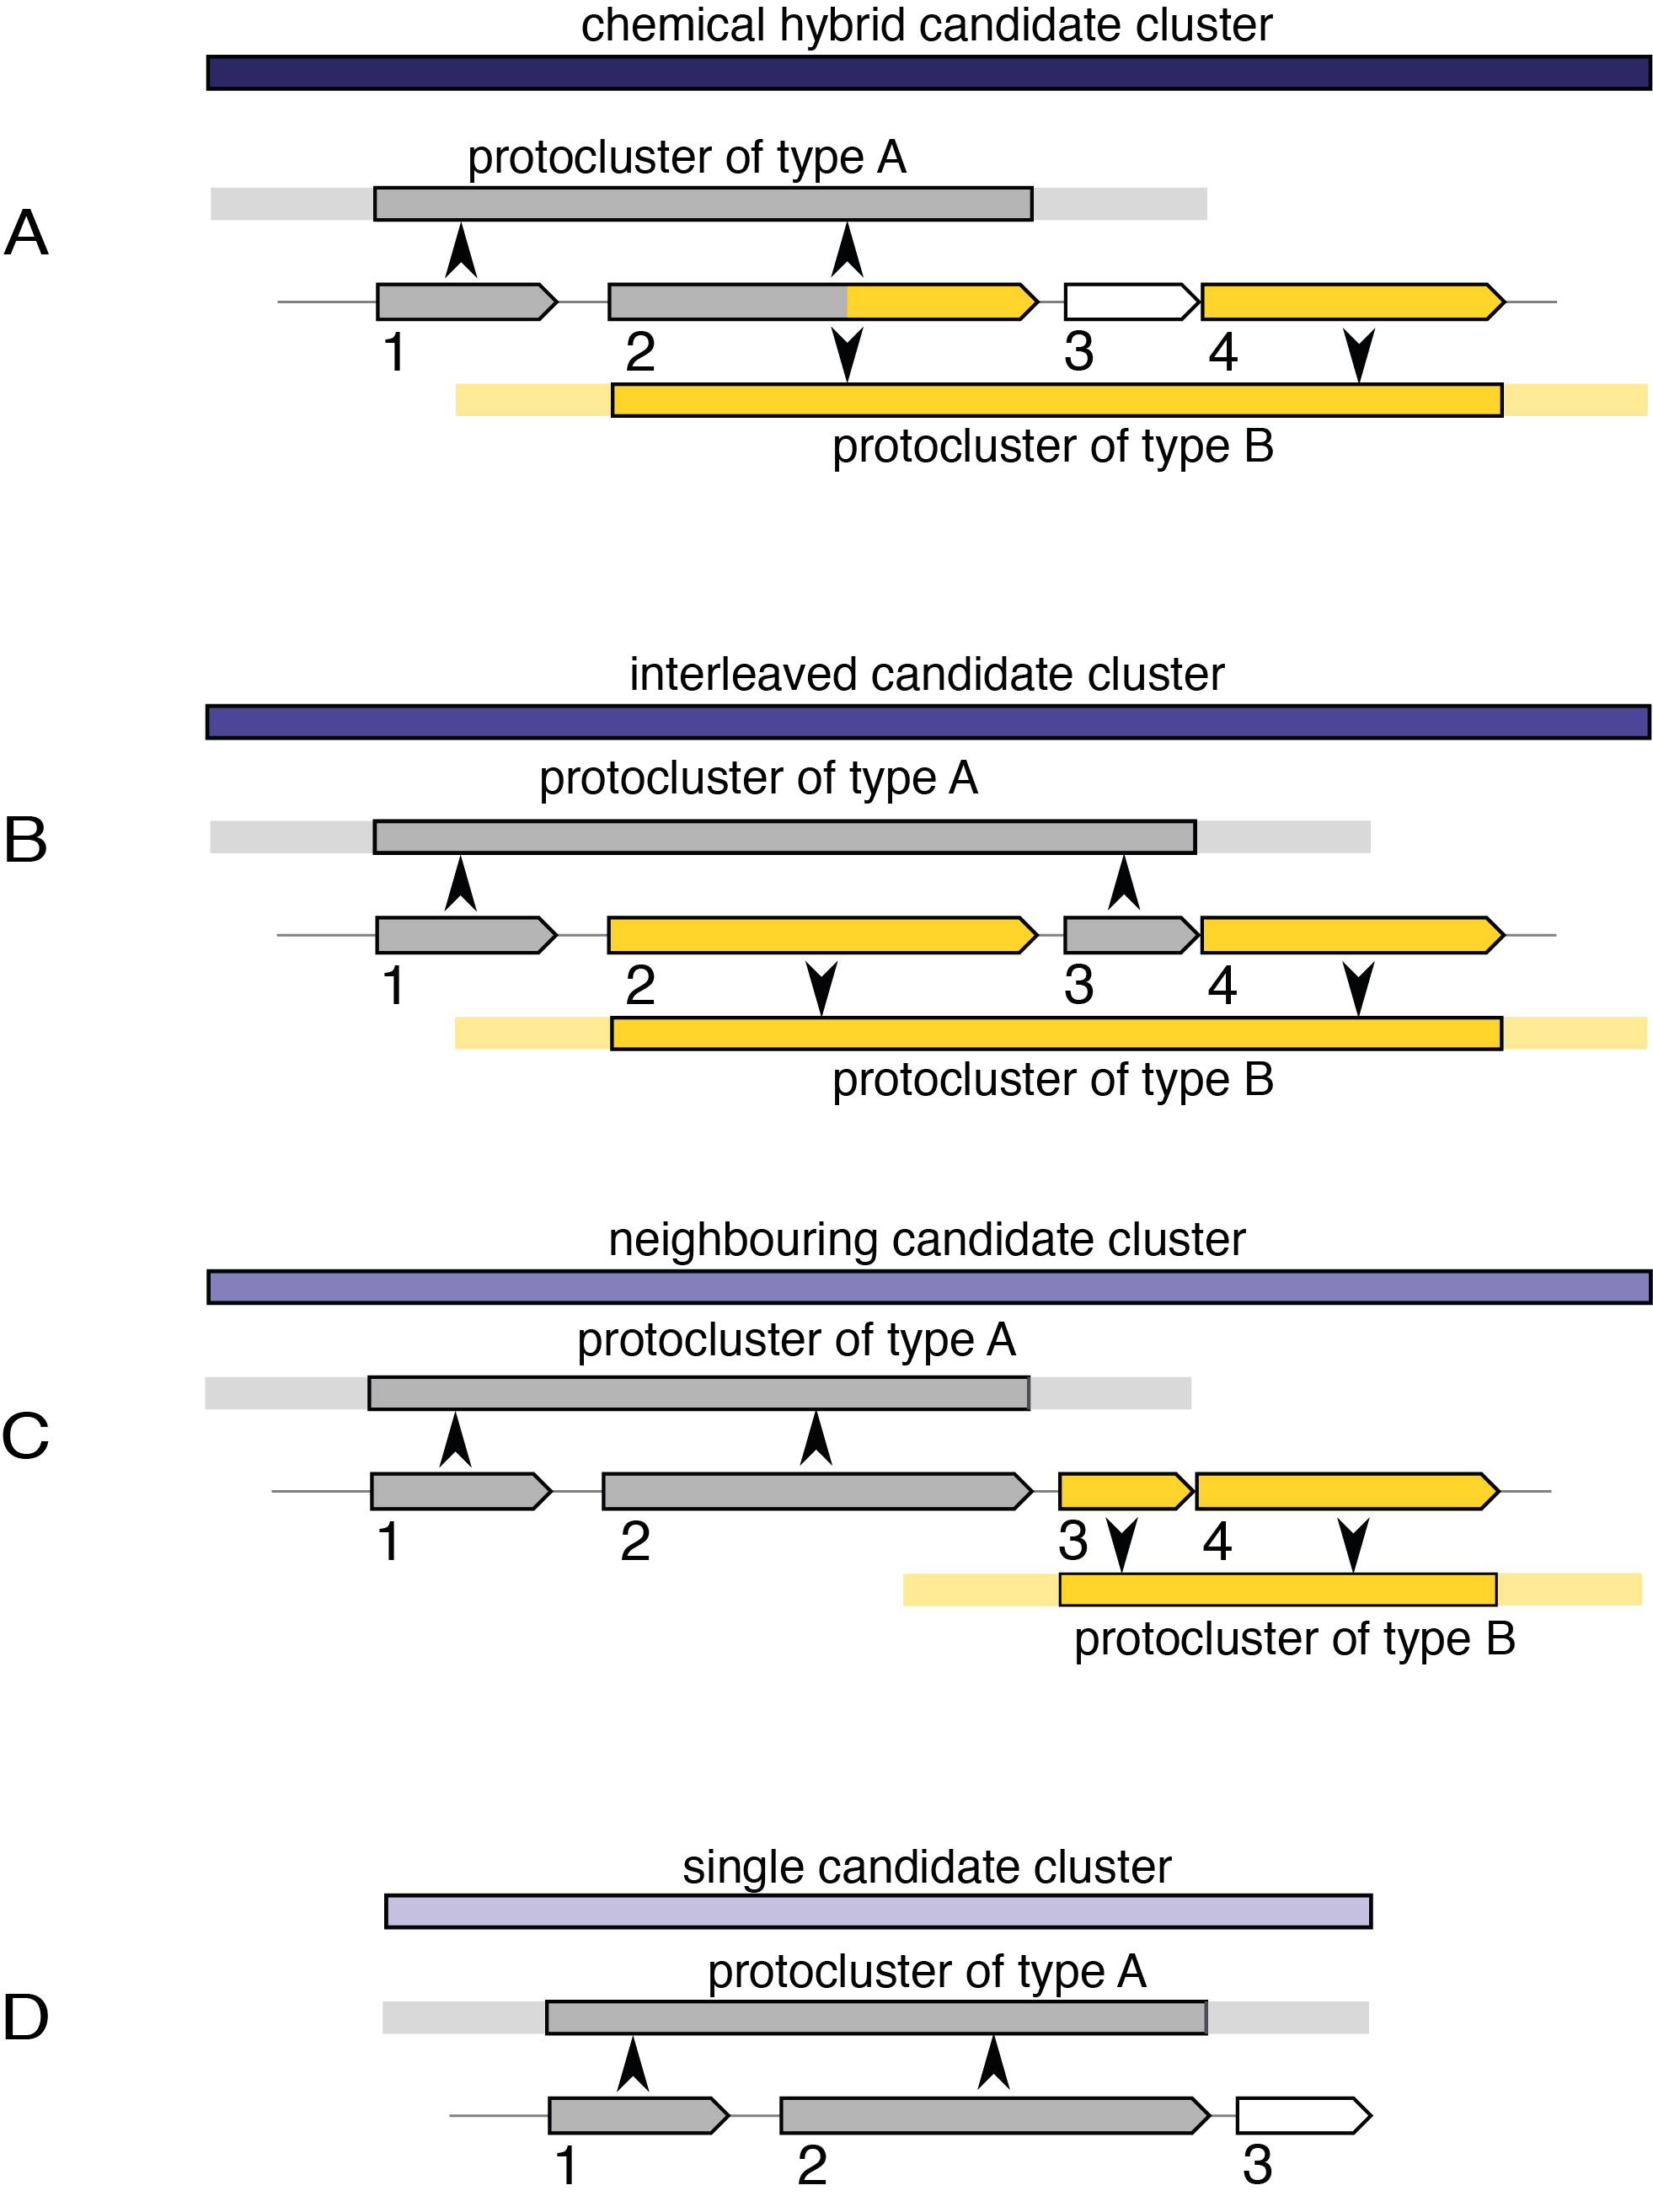 chemical hybrid candidate cluster
protocluster of type A
A
1 2 3 4
protocluster of type B
interleaved candidate cluster
protocluster of type A
B
1 2 3 4
protocluster of type B
neighbouring candidate cluster
protocluster of type A
C
1 2 3 4
protocluster of type B
single candidate cluster
protocluster of type A
D
1 2 3